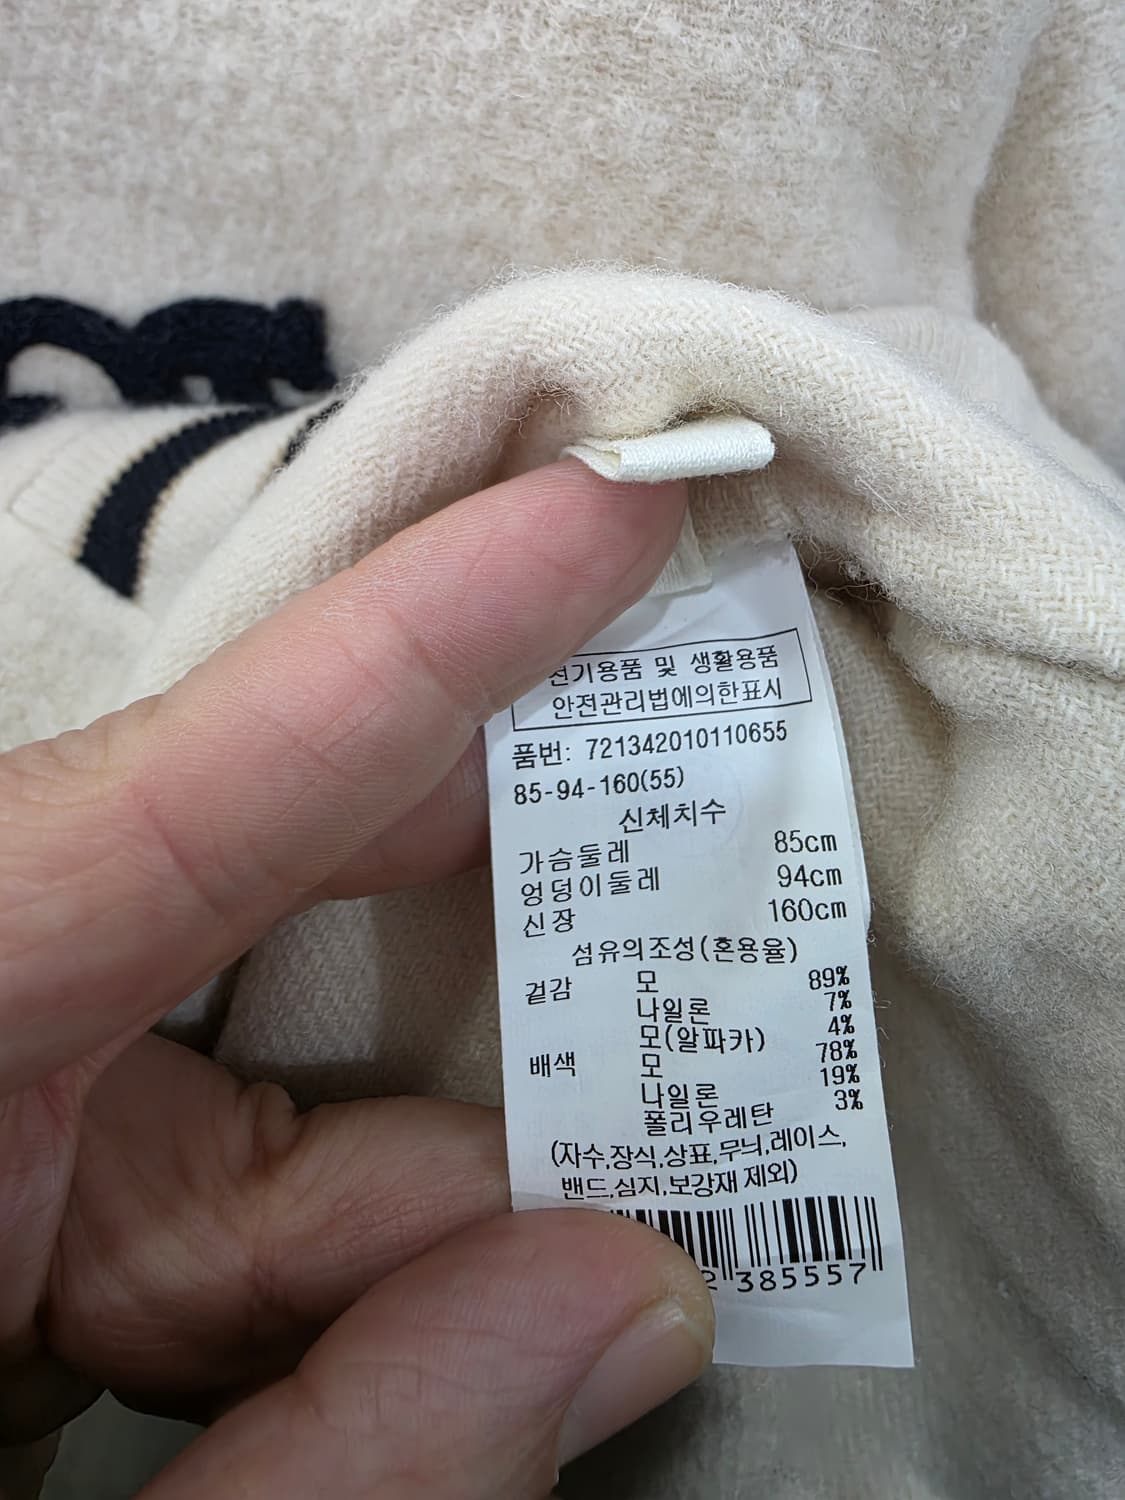 전기용품 및 생활용품
안전관리법에의한표시
품번: 721342010110655
85-94-160(55)
신체치수
가슴둘레 85cm
엉덩이둘레 94cm
신장 160cm
섬유의조성(혼용율)
겉감 모 89%
나일론 7%
모(알파카) 4%
배색 모 78%
나일론 19%
폴리우레탄 3%
(자수,장식,상표,무늬,레이스,
밴드,심지,보강재 제외)
385557